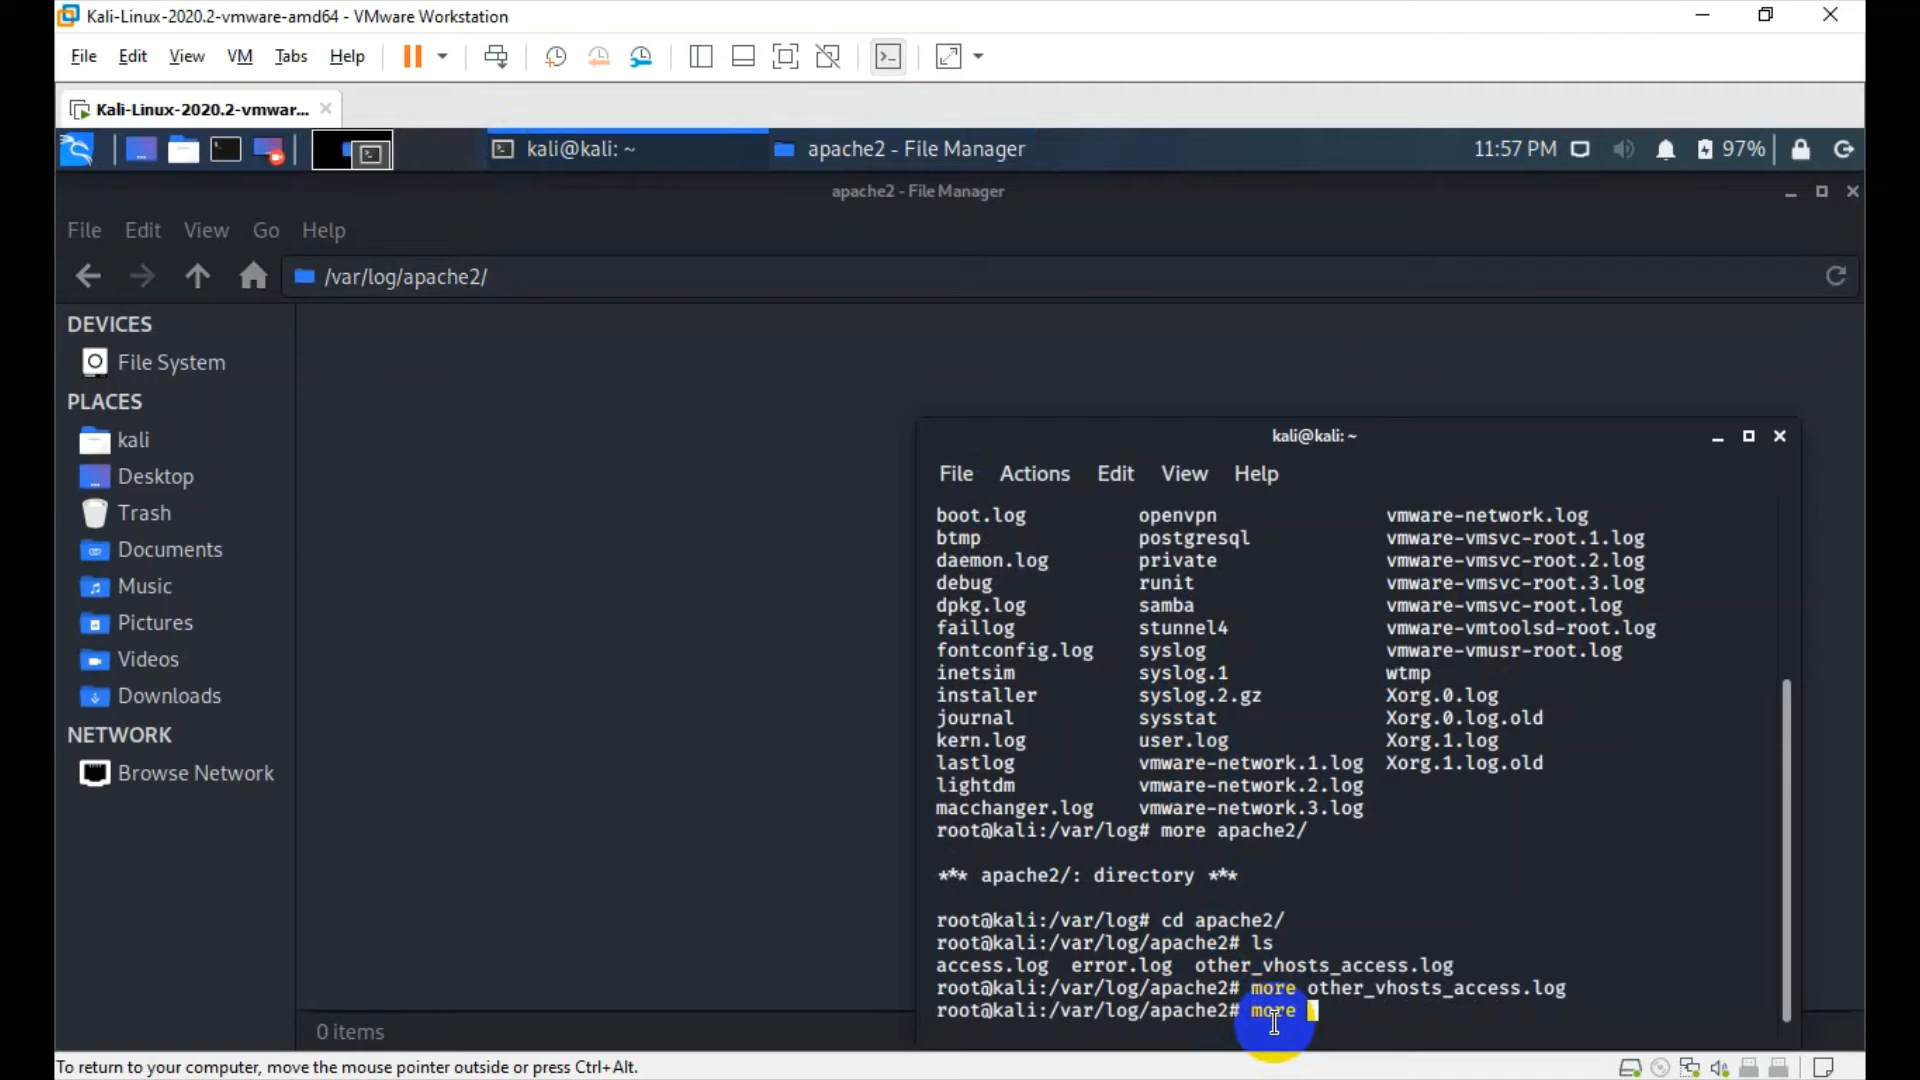 Kali-Linux-2020.2-vmware-amd64 - VMware Workstation
File Edit View VM Tabs Help
Kali-Linux-2020.2-vmwar...
kali@kali: ~ apache2 - File Manager 11:57 PM 97%
apache2 - File Manager
File Edit View Go Help
/var/log/apache2/
DEVICES
File System
PLACES
kali
Desktop
Trash
Documents
Music
Pictures
Videos
Downloads
NETWORK
Browse Network
0 items
kali@kali: ~
File Actions Edit View Help
boot.log openvpn vmware-network.log
btmp postgresql vmware-vmsvc-root.1.log
daemon.log private vmware-vmsvc-root.2.log
debug runit vmware-vmsvc-root.3.log
dpkg.log samba vmware-vmsvc-root.log
faillog stunnel4 vmware-vmtoolsd-root.log
fontconfig.log syslog vmware-vmusr-root.log
inetsim syslog.1 wtmp
installer syslog.2.gz Xorg.0.log
journal sysstat Xorg.0.log.old
kern.log user.log Xorg.1.log
lastlog vmware-network.1.log Xorg.1.log.old
lightdm vmware-network.2.log
macchanger.log vmware-network.3.log
root@kali:/var/log# more apache2/
*** apache2/: directory ***
root@kali:/var/log# cd apache2/
root@kali:/var/log/apache2# ls
access.log error.log other_vhosts_access.log
root@kali:/var/log/apache2# more other_vhosts_access.log
root@kali:/var/log/apache2# more
To return to your computer, move the mouse pointer outside or press Ctrl+Alt.